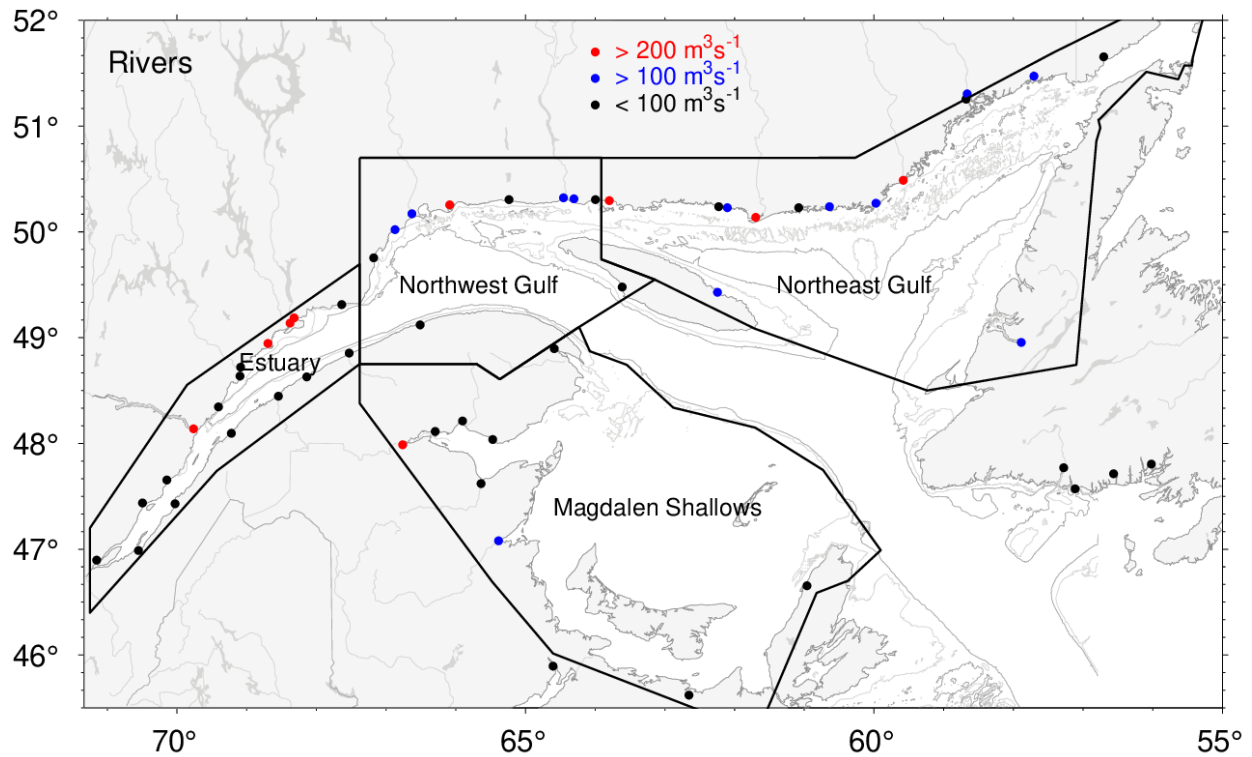 52°
Rivers
> 200 m³s⁻¹
> 100 m³s⁻¹
< 100 m³s⁻¹
51°
50°
Northwest Gulf
Northeast Gulf
49°
Estuary
48°
Magdalen Shallows
47°
46°
70°
65°
60°
55°